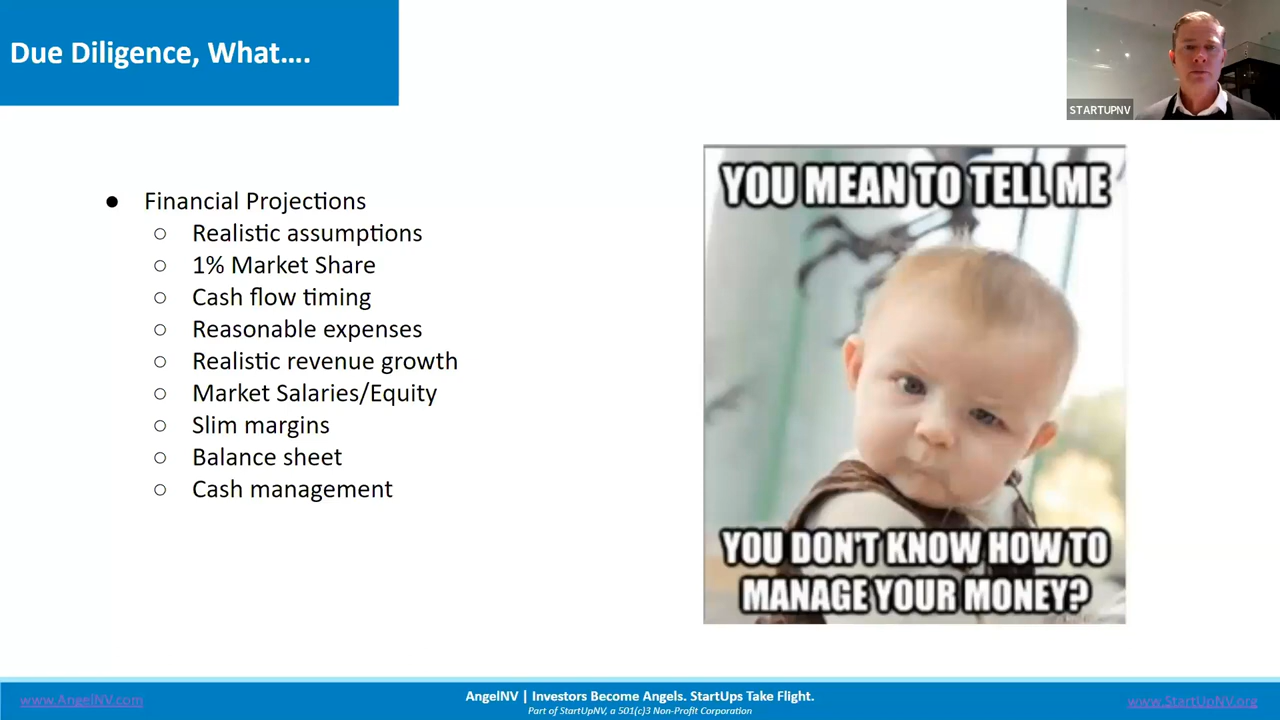 Due Diligence, What....
STARTUPNV
● Financial Projections
○ Realistic assumptions
○ 1% Market Share
○ Cash flow timing
○ Reasonable expenses
○ Realistic revenue growth
○ Market Salaries/Equity
○ Slim margins
○ Balance sheet
○ Cash management
YOU MEAN TO TELL ME
YOU DON'T KNOW HOW TO
MANAGE YOUR MONEY?
www.AngelNV.com
AngelNV | Investors Become Angels. StartUps Take Flight.
Part of StartUpNV, a 501(c)3 Non-Profit Corporation
www.StartUpNV.org